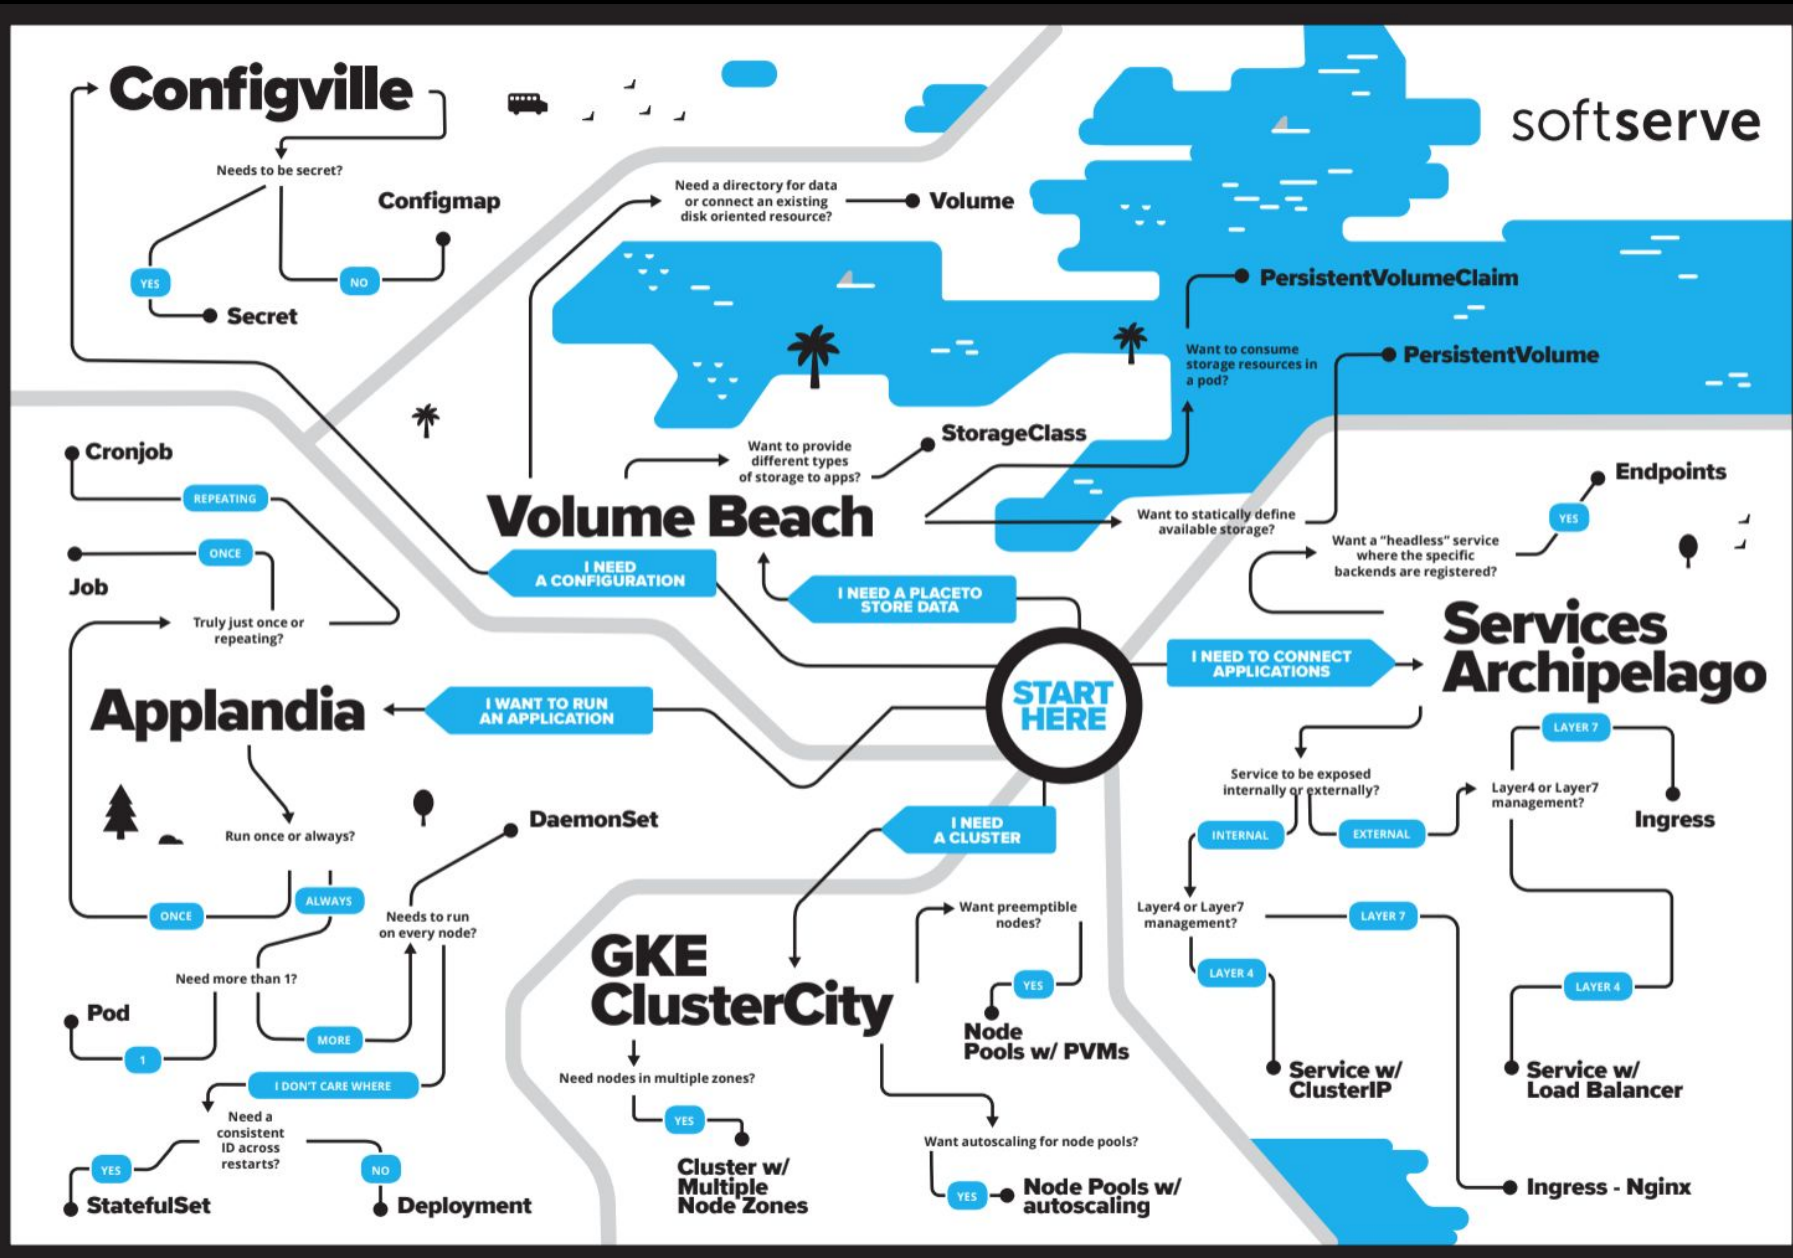 Configville
softserve
Needs to be secret?
Configmap
YES
NO
Secret
Need a directory for data
or connect an existing
disk oriented resource?
Volume
PersistentVolumeClaim
Want to consume
storage resources in
a pod?
PersistentVolume
StorageClass
Want to provide
different types
of storage to apps?
Volume Beach
Want to statically define
available storage?
I NEED
A CONFIGURATION
I NEED A PLACETO
STORE DATA
Cronjob
REPEATING
ONCE
Job
Truly just once or
repeating?
Endpoints
YES
Want a "headless" service
where the specific
backends are registered?
Services
Archipelago
I NEED TO CONNECT
APPLICATIONS
START
HERE
Applandia
I WANT TO RUN
AN APPLICATION
I NEED
A CLUSTER
Run once or always?
DaemonSet
ONCE
ALWAYS
Needs to run
on every node?
Need more than 1?
Pod
1
MORE
I DON'T CARE WHERE
Need a
consistent
ID across
restarts?
YES
NO
StatefulSet
Deployment
GKE
ClusterCity
Want preemptible
nodes?
YES
Node
Pools w/ PVMs
Need nodes in multiple zones?
YES
Cluster w/
Multiple
Node Zones
Want autoscaling for node pools?
YES
Node Pools w/
autoscaling
Service to be exposed
internally or externally?
INTERNAL
EXTERNAL
LAYER 7
Layer4 or Layer7
management?
Ingress
Layer4 or Layer7
management?
LAYER 7
LAYER 4
LAYER 4
Service w/
ClusterIP
Service w/
Load Balancer
Ingress - Nginx